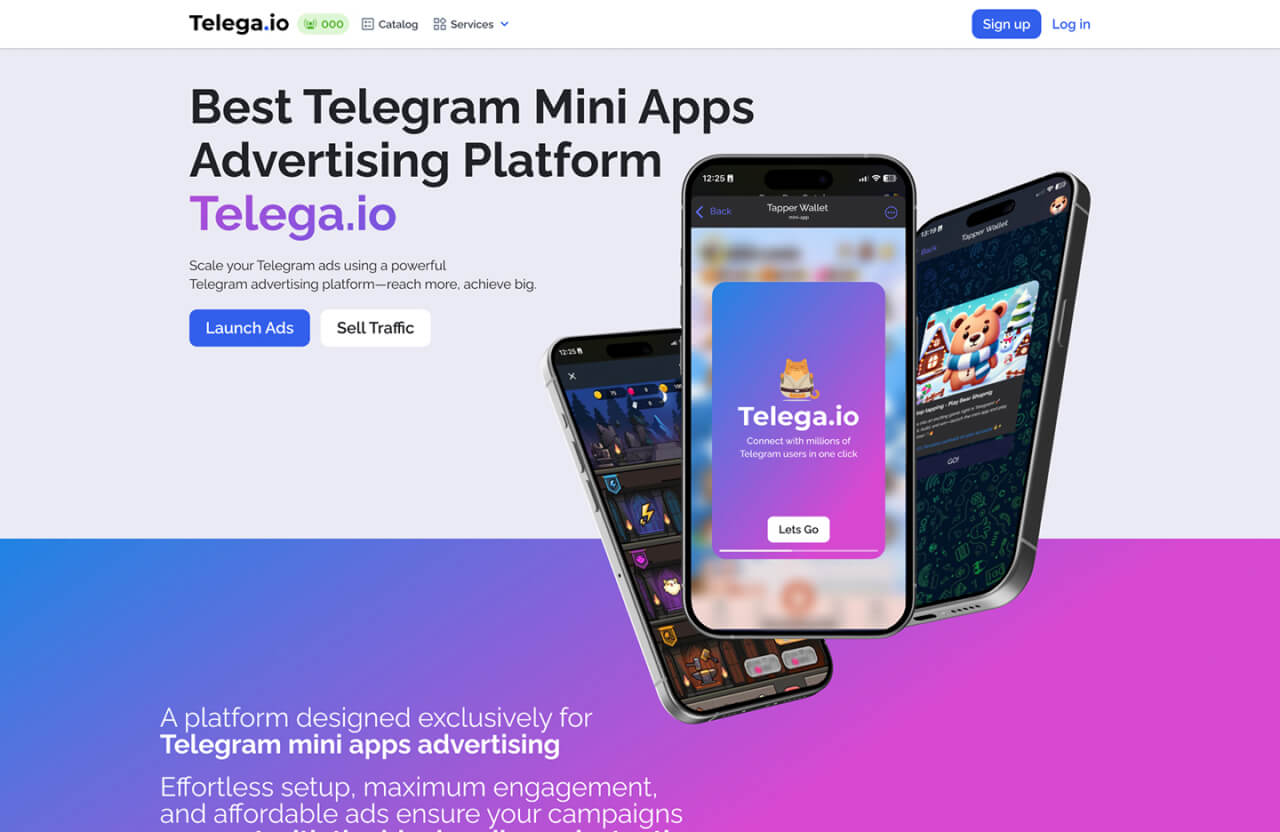 Telega.io
000
Catalog
Services
Sign up
Log in
Best Telegram Mini Apps
Advertising Platform
Telega.io
Scale your Telegram ads using a powerful
Telegram advertising platform—reach more, achieve big.
Launch Ads
Sell Traffic
12:25
Back
Tapper Wallet
mini-app
Telega.io
Connect with millions of
Telegram users in one click
Lets Go
13:19
Back
Tapper Wallet
GO!
12:25
A platform designed exclusively for
Telegram mini apps advertising
Effortless setup, maximum engagement,
and affordable ads ensure your campaigns